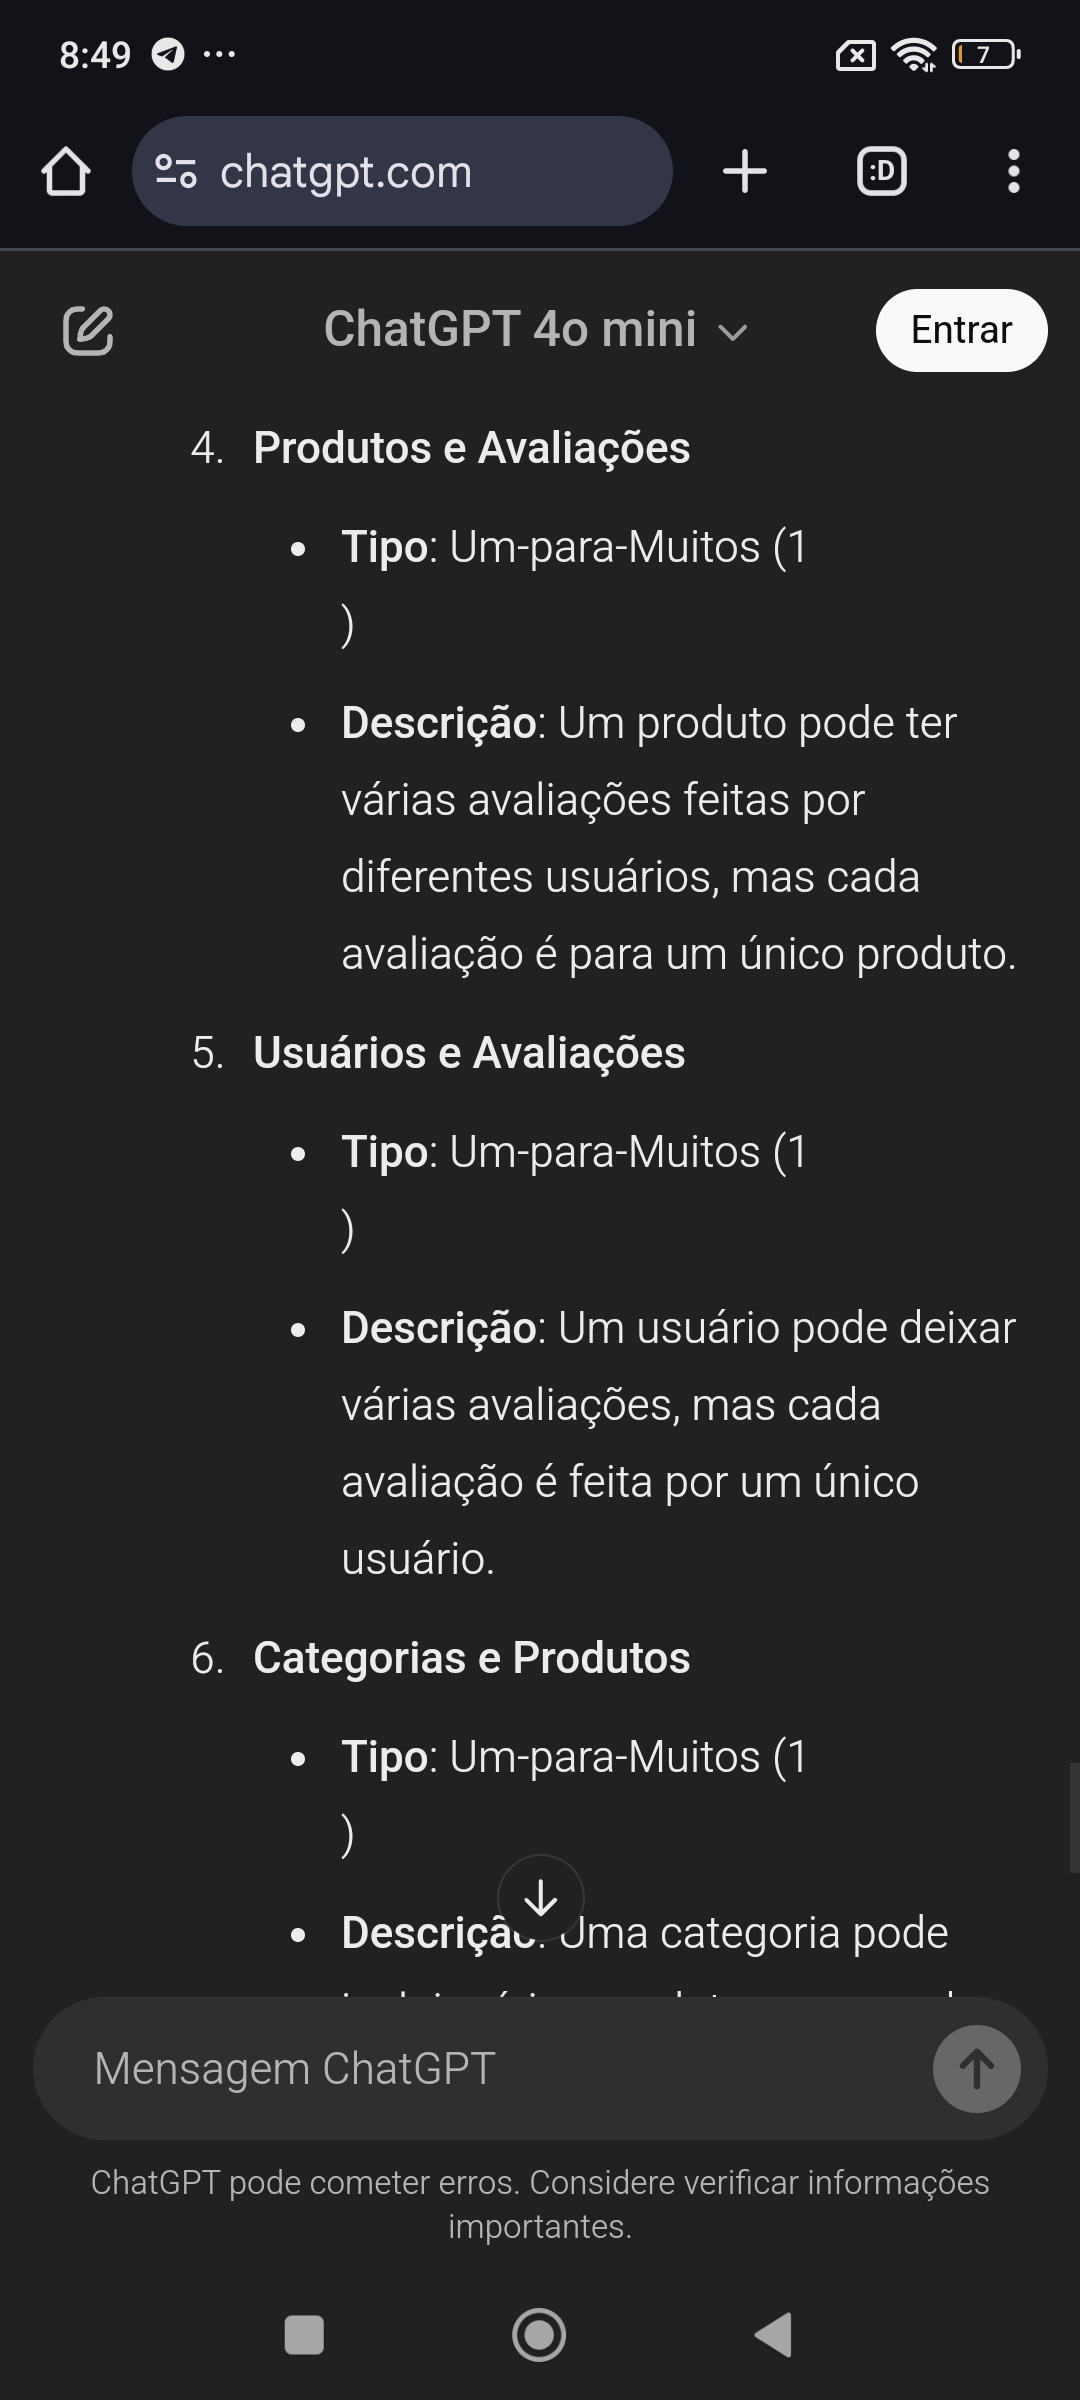 8:49
7
chatgpt.com
:D
ChatGPT 4o mini
Entrar
4. Produtos e Avaliações
• Tipo: Um-para-Muitos (1
)
• Descrição: Um produto pode ter
várias avaliações feitas por
diferentes usuários, mas cada
avaliação é para um único produto.
5. Usuários e Avaliações
• Tipo: Um-para-Muitos (1
)
• Descrição: Um usuário pode deixar
várias avaliações, mas cada
avaliação é feita por um único
usuário.
6. Categorias e Produtos
• Tipo: Um-para-Muitos (1
)
• Descrição: Uma categoria pode
Mensagem ChatGPT
ChatGPT pode cometer erros. Considere verificar informações
importantes.